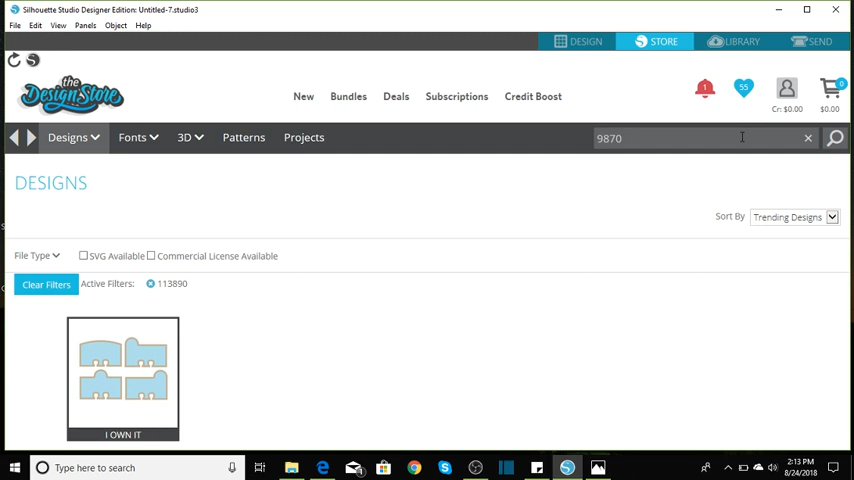 Silhouette Studio Designer Edition: Untitled-7.studio3
File Edit View Panels Object Help
DESIGN STORE LIBRARY SEND
the
Design Store
New Bundles Deals Subscriptions Credit Boost
1 55 0
Cr: $0.00 $0.00
Designs Fonts 3D Patterns Projects
9870
DESIGNS
Sort By Trending Designs
File Type SVG Available Commercial License Available
Clear Filters Active Filters: 113890
I OWN IT
Type here to search
2:13 PM
8/24/2018